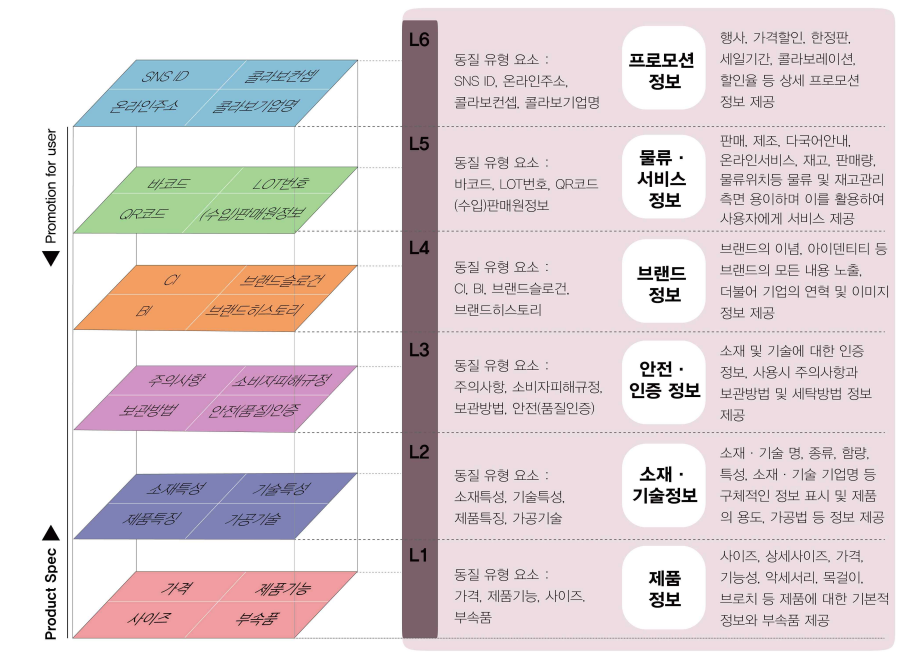 SNS ID
콜라보컨셉
온라인주소
콜라보기업명
바코드
LOT번호
QR코드
(수입)판매원정보
CI
브랜드슬로건
BI
브랜드히스토리
주의사항
소비자피해규정
보관방법
안전(품질)인증
소재특성
기술특성
제품특징
가공기술
가격
제품기능
사이즈
부속품
Promotion for user
Product Spec
L6
동질 유형 요소 :
SNS ID, 온라인주소,
콜라보컨셉, 콜라보기업명
프로모션
정보
행사, 가격할인, 한정판,
세일기간, 콜라보레이션,
할인율 등 상세 프로모션
정보 제공
L5
동질 유형 요소 :
바코드, LOT번호, QR코드
(수입)판매원정보
물류 ·
서비스
정보
판매, 제조, 다국어안내,
온라인서비스, 재고, 판매량,
물류위치등 물류 및 재고관리
측면 용이하며 이를 활용하여
사용자에게 서비스 제공
L4
동질 유형 요소 :
CI, BI, 브랜드슬로건,
브랜드히스토리
브랜드
정보
브랜드의 이념, 아이덴티티 등
브랜드의 모든 내용 노출,
더불어 기업의 연혁 및 이미지
정보 제공
L3
동질 유형 요소 :
주의사항, 소비자피해규정,
보관방법, 안전(품질인증)
안전 ·
인증 정보
소재 및 기술에 대한 인증
정보, 사용시 주의사항과
보관방법 및 세탁방법 정보
제공
L2
동질 유형 요소 :
소재특성, 기술특성,
제품특징, 가공기술
소재 ·
기술정보
소재 · 기술 명, 종류, 함량,
특성, 소재 · 기술 기업명 등
구체적인 정보 표시 및 제품
의 용도, 가공법 등 정보 제공
L1
동질 유형 요소 :
가격, 제품기능, 사이즈,
부속품
제품
정보
사이즈, 상세사이즈, 가격,
기능성, 악세서리, 목걸이,
브로치 등 제품에 대한 기본적
정보와 부속품 제공